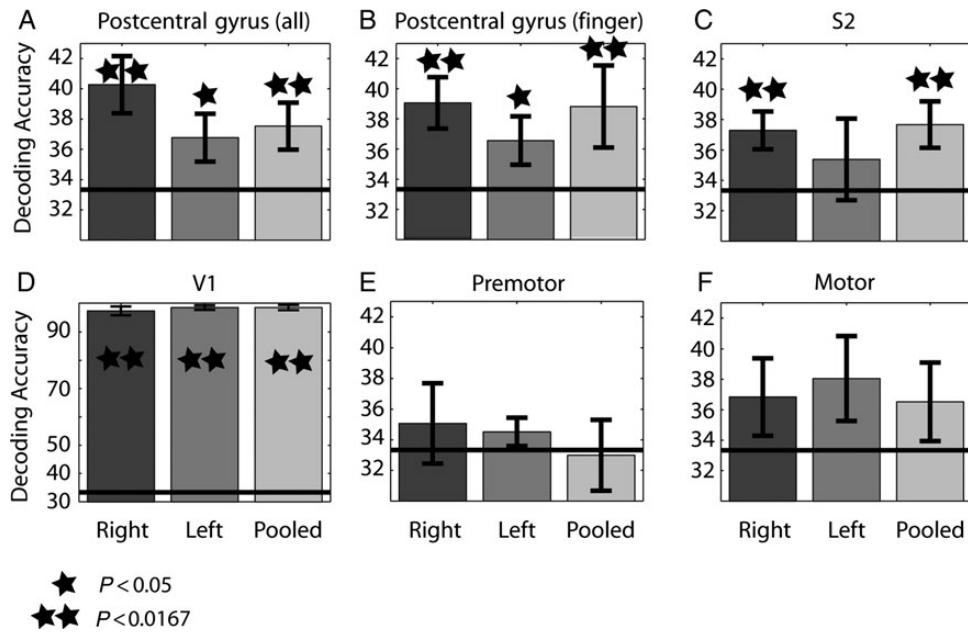 A Postcentral gyrus (all)
B Postcentral gyrus (finger)
C S2
Decoding Accuracy
42
40
38
36
34
32
42
40
38
36
34
32
42
40
38
36
34
32
D V1
E Premotor
F Motor
Decoding Accuracy
90
98
70
60
50
40
30
42
40
38
36
34
32
42
40
38
36
34
32
Right Left Pooled
Right Left Pooled
Right Left Pooled
P < 0.05
P < 0.0167